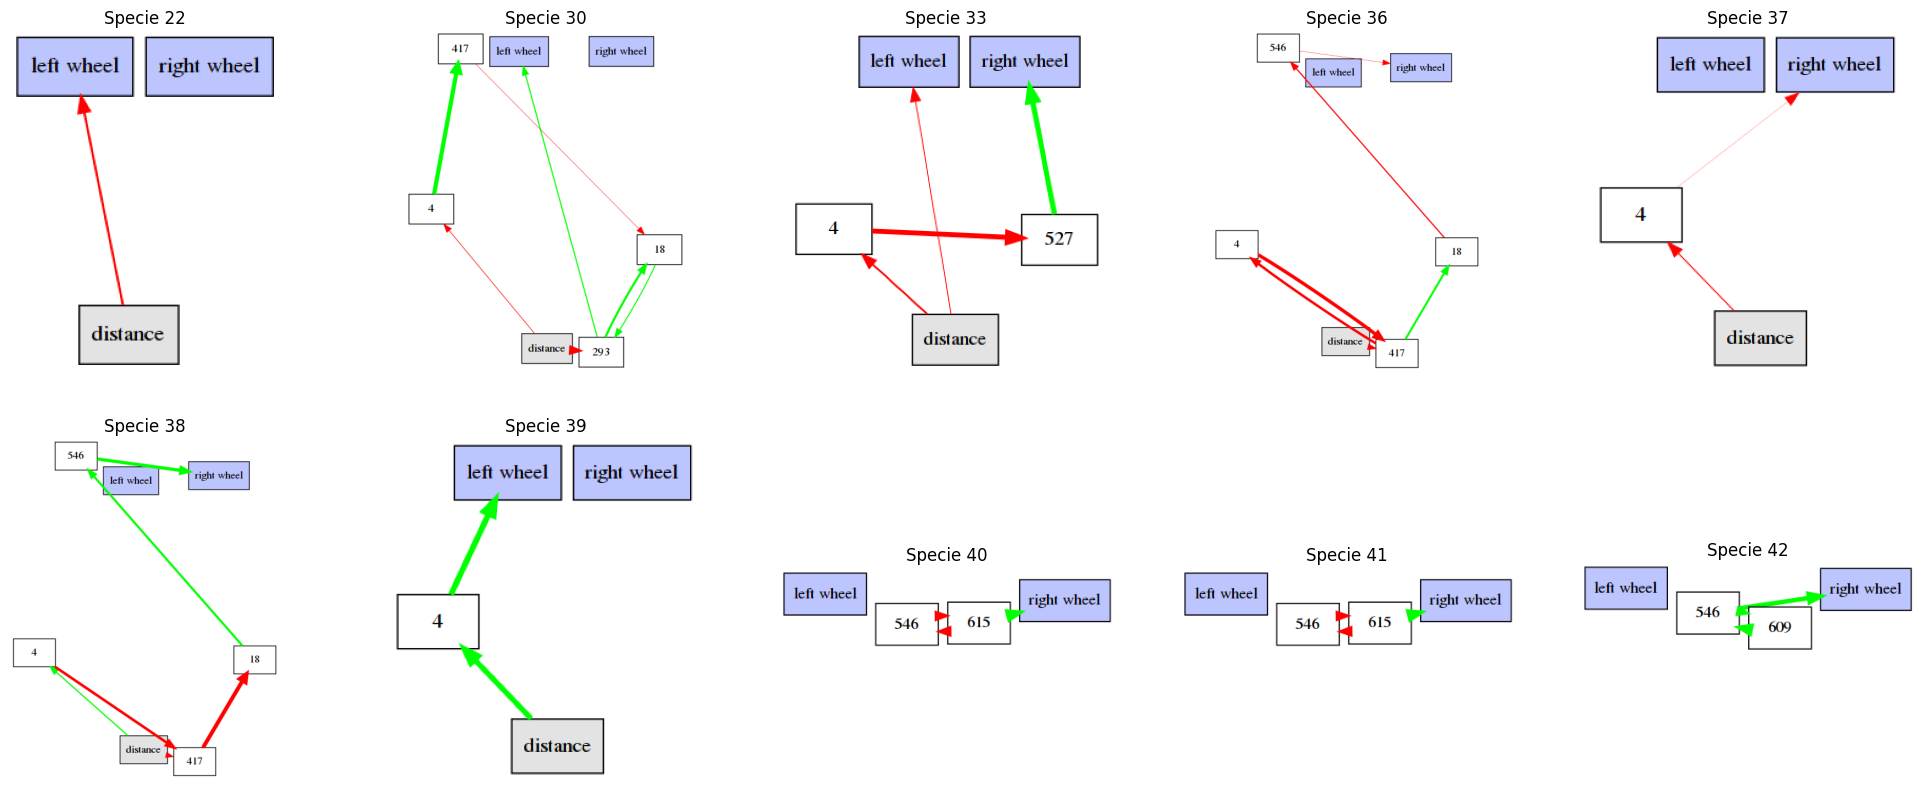 Specie 22
left wheel
right wheel
distance
Specie 30
417
left wheel
right wheel
4
18
distance
293
Specie 33
left wheel
right wheel
4
527
distance
Specie 36
546
left wheel
right wheel
4
18
distance
417
Specie 37
left wheel
right wheel
4
distance
Specie 38
546
left wheel
right wheel
4
18
distance
417
Specie 39
left wheel
right wheel
4
distance
Specie 40
left wheel
right wheel
546
615
Specie 41
left wheel
right wheel
546
615
Specie 42
left wheel
right wheel
546
609